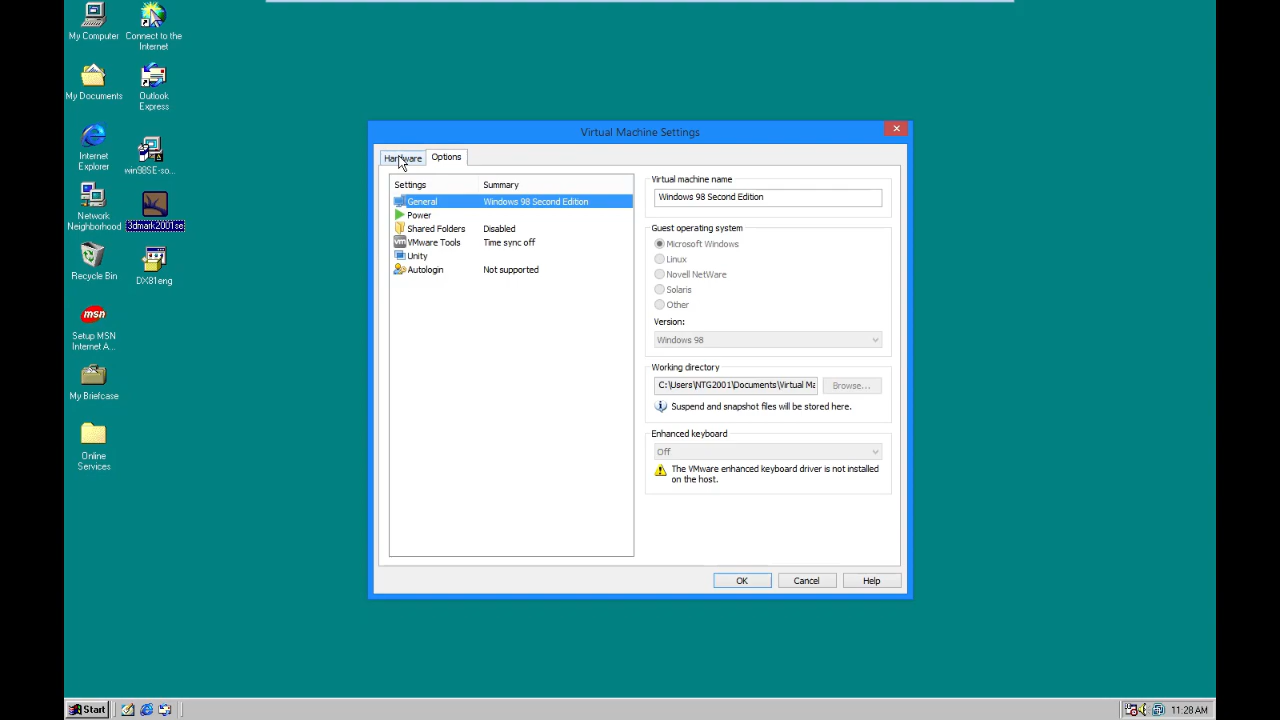 My Computer
Connect to the
Internet
My Documents
Outlook
Express
Internet
Explorer
win98SE-so...
Network
Neighborhood
3dmark2001se
Recycle Bin
DX81eng
msn
Setup MSN
Internet A...
My Briefcase
Online
Services
Virtual Machine Settings
Hardware
Options
Settings
Summary
General
Windows 98 Second Edition
Power
Shared Folders
Disabled
vm
VMware Tools
Time sync off
Unity
Autologin
Not supported
Virtual machine name
Windows 98 Second Edition
Guest operating system
Microsoft Windows
Linux
Novell NetWare
Solaris
Other
Version:
Windows 98
Working directory
C:\Users\NTG2001\Documents\Virtual Ma
Browse...
Suspend and snapshot files will be stored here.
Enhanced keyboard
Off
The VMware enhanced keyboard driver is not installed
on the host.
OK
Cancel
Help
Start
11:28 AM